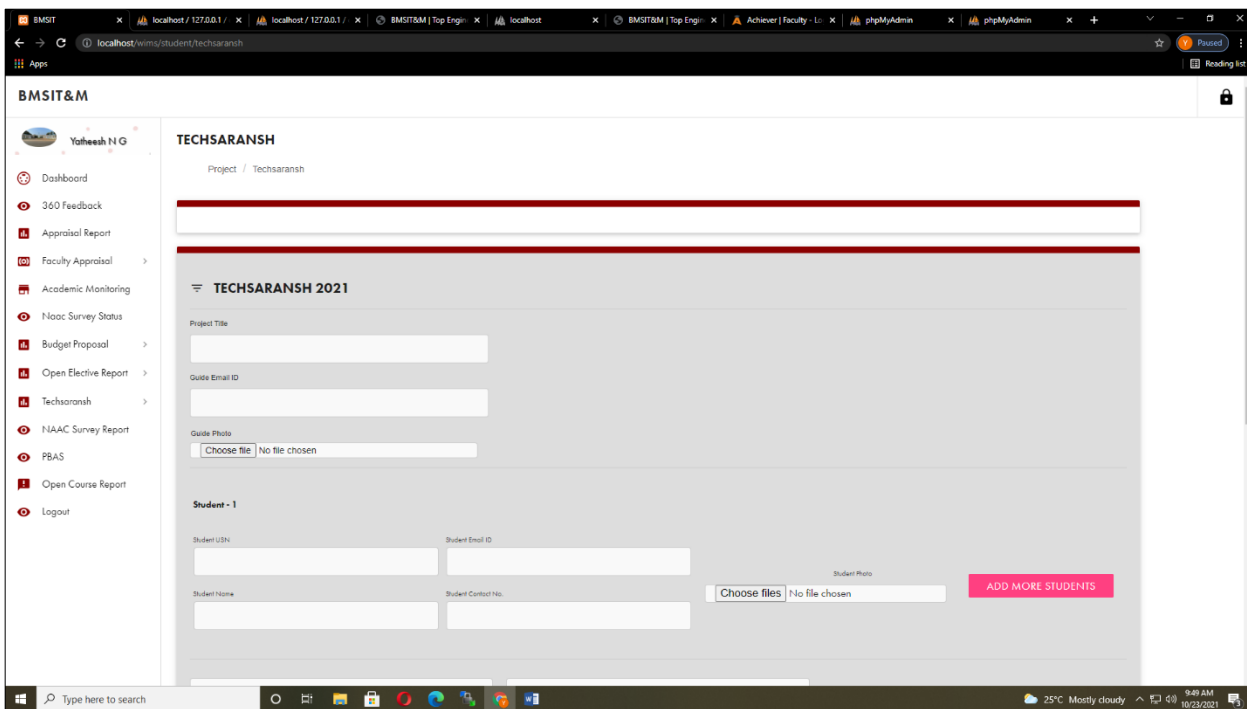 BMSIT
localhost / 127.0.0.1 /
localhost / 127.0.0.1 /
BMSIT&M | Top Engin
localhost
BMSIT&M | Top Engin
Achiever | Faculty - Lo
phpMyAdmin
phpMyAdmin
localhost/wims/student/techsaransh
Y Paused
Apps
Reading list
BMSIT&M
Yatheesh N G
Dashboard
360 Feedback
Appraisal Report
Faculty Appraisal
Academic Monitoring
Naac Survey Status
Budget Proposal
Open Elective Report
Techsaransh
NAAC Survey Report
PBAS
Open Course Report
Logout
TECHSARANSH
Project / Techsaransh
TECHSARANSH 2021
Project Title
Guide Email ID
Guide Photo
Choose file No file chosen
Student - 1
Student USN
Student Email ID
Student Name
Student Contact No.
Student Photo
Choose files No file chosen
ADD MORE STUDENTS
Type here to search
25°C Mostly cloudy
9:49 AM
10/23/2021